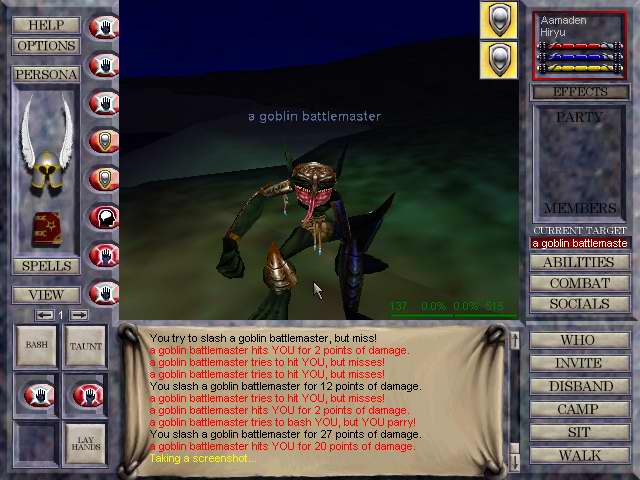 HELP
OPTIONS
PERSONA
SPELLS
VIEW
1
BASH
TAUNT
LAY
HANDS
a goblin battlemaster
137 0.0% 0.0% 615
You try to slash a goblin battlemaster, but miss!
a goblin battlemaster hits YOU for 2 points of damage.
a goblin battlemaster tries to hit YOU, but misses!
a goblin battlemaster tries to hit YOU, but misses!
You slash a goblin battlemaster for 12 points of damage.
a goblin battlemaster tries to hit YOU, but misses!
a goblin battlemaster hits YOU for 2 points of damage.
a goblin battlemaster tries to bash YOU, but YOU parry!
You slash a goblin battlemaster for 27 points of damage.
a goblin battlemaster hits YOU for 20 points of damage.
Taking a screenshot...
Aamaden
Hiryu
EFFECTS
PARTY
MEMBERS
CURRENT TARGET
a goblin battlemaste
ABILITIES
COMBAT
SOCIALS
WHO
INVITE
DISBAND
CAMP
SIT
WALK